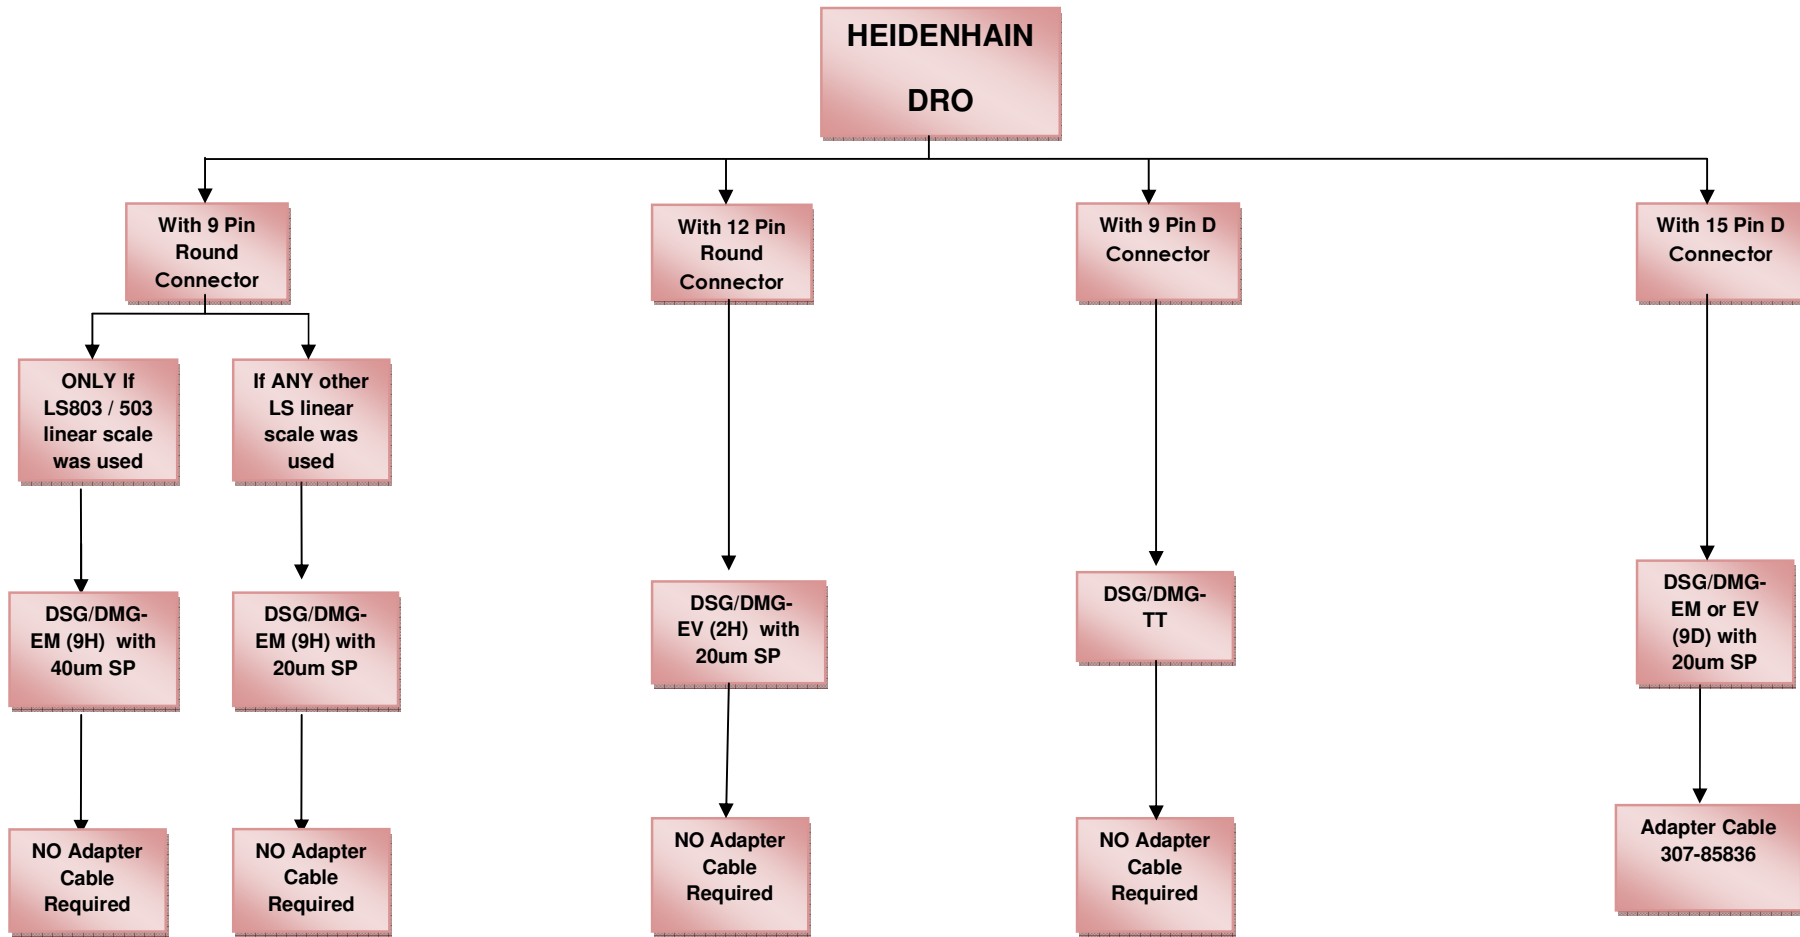 HEIDENHAIN
DRO
With 9 Pin
Round
Connector
With 12 Pin
Round
Connector
With 9 Pin D
Connector
With 15 Pin D
Connector
ONLY If
LS803 / 503
linear scale
was used
If ANY other
LS linear
scale was
used
DSG/DMG-
EM (9H) with
40um SP
DSG/DMG-
EM (9H) with
20um SP
DSG/DMG-
EV (2H) with
20um SP
DSG/DMG-
TT
DSG/DMG-
EM or EV
(9D) with
20um SP
NO Adapter
Cable
Required
NO Adapter
Cable
Required
NO Adapter
Cable
Required
NO Adapter
Cable
Required
Adapter Cable
307-85836